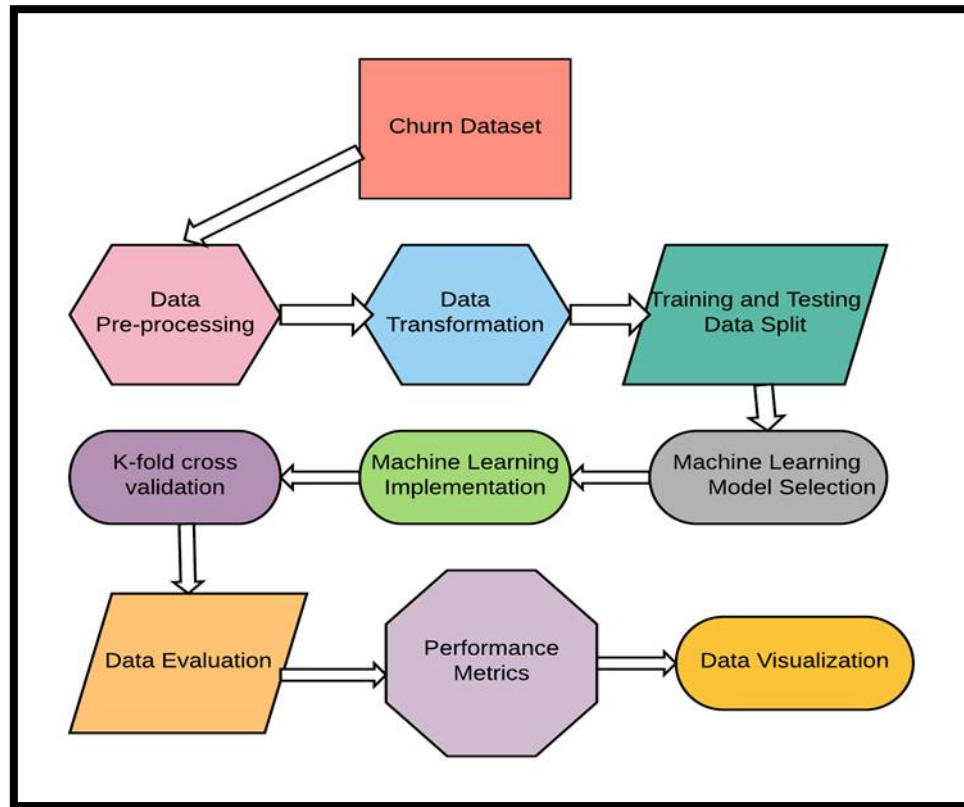 Churn Dataset
Data
Pre-processing
Data
Transformation
Training and Testing
Data Split
K-fold cross
validation
Machine Learning
Implementation
Machine Learning
Model Selection
Data Evaluation
Performance
Metrics
Data Visualization